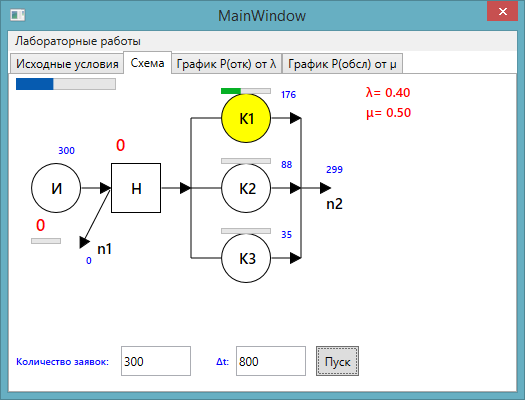 MainWindow
Лабораторные работы
Исходные условия
Схема
График P(отк) от λ
График P(обсл) от μ
λ= 0.40
μ= 0.50
176
К1
300
0
И
Н
88
К2
299
n2
0
n1
0
35
К3
Количество заявок:
300
Δt:
800
Пуск